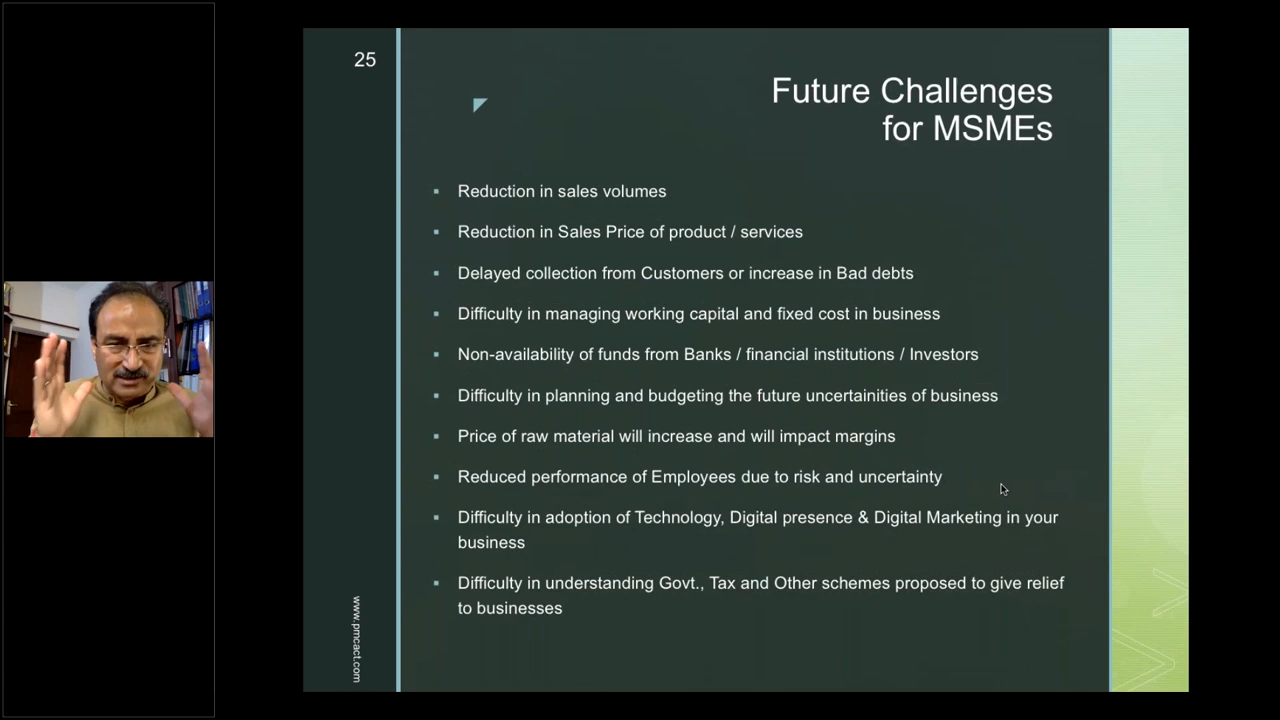 25
Future Challenges
for MSMEs
Reduction in sales volumes
Reduction in Sales Price of product / services
Delayed collection from Customers or increase in Bad debts
Difficulty in managing working capital and fixed cost in business
Non-availability of funds from Banks / financial institutions / Investors
Difficulty in planning and budgeting the future uncertainities of business
Price of raw material will increase and will impact margins
Reduced performance of Employees due to risk and uncertainty
Difficulty in adoption of Technology, Digital presence & Digital Marketing in your
business
Difficulty in understanding Govt., Tax and Other schemes proposed to give relief
to businesses
www.pmcact.com